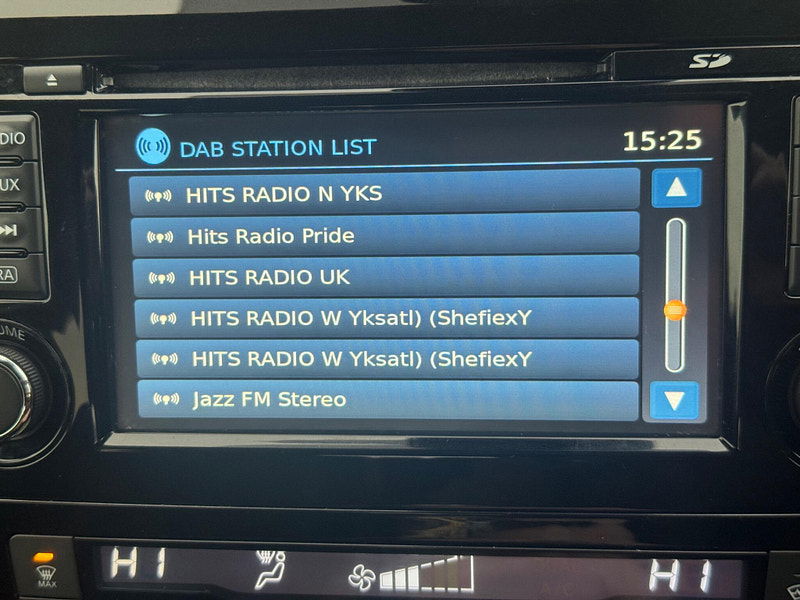 SD
DIO
DAB STATION LIST
15:25
HITS RADIO N YKS
UX
Hits Radio Pride
HITS RADIO UK
RA
HITS RADIO W Yksatl) (ShefiexY
UME
HITS RADIO W Yksatl) (ShefiexY
Jazz FM Stereo
HI
HI
MAX